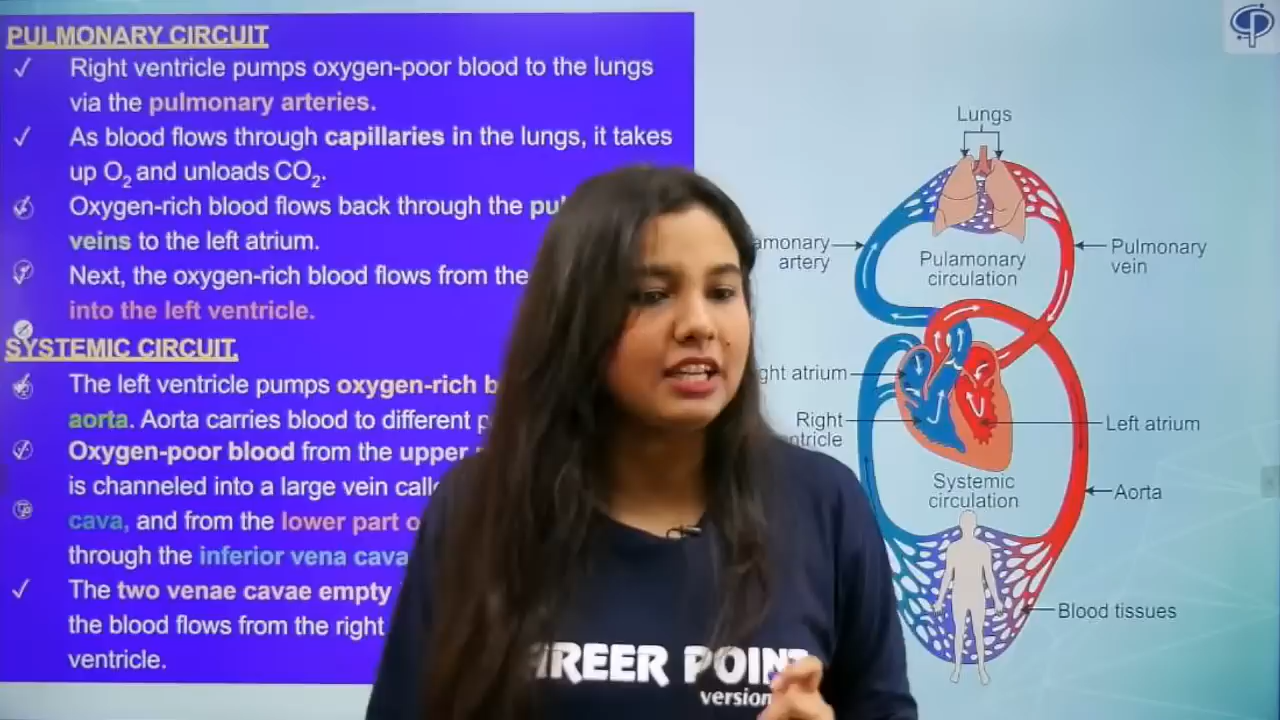 PULMONARY CIRCUIT
✓ Right ventricle pumps oxygen-poor blood to the lungs
via the pulmonary arteries.
✓ As blood flows through capillaries in the lungs, it takes
up O₂ and unloads CO₂.
Oxygen-rich blood flows back through the
veins to the left atrium.
Next, the oxygen-rich blood flows from the
into the left ventricle.
SYSTEMIC CIRCUIT
The left ventricle pumps oxygen-rich
aorta. Aorta carries blood to different
Oxygen-poor blood from the upper
is channeled into a large vein
cava, and from the lower part
through the inferior vena cava
✓ The two venae cavae empty
the blood flows from the right
ventricle.
Lungs
artery
Pulamonary
circulation
Pulmonary
vein
atrium
Right
Left atrium
Systemic
circulation
Aorta
Blood tissues
POINT
version